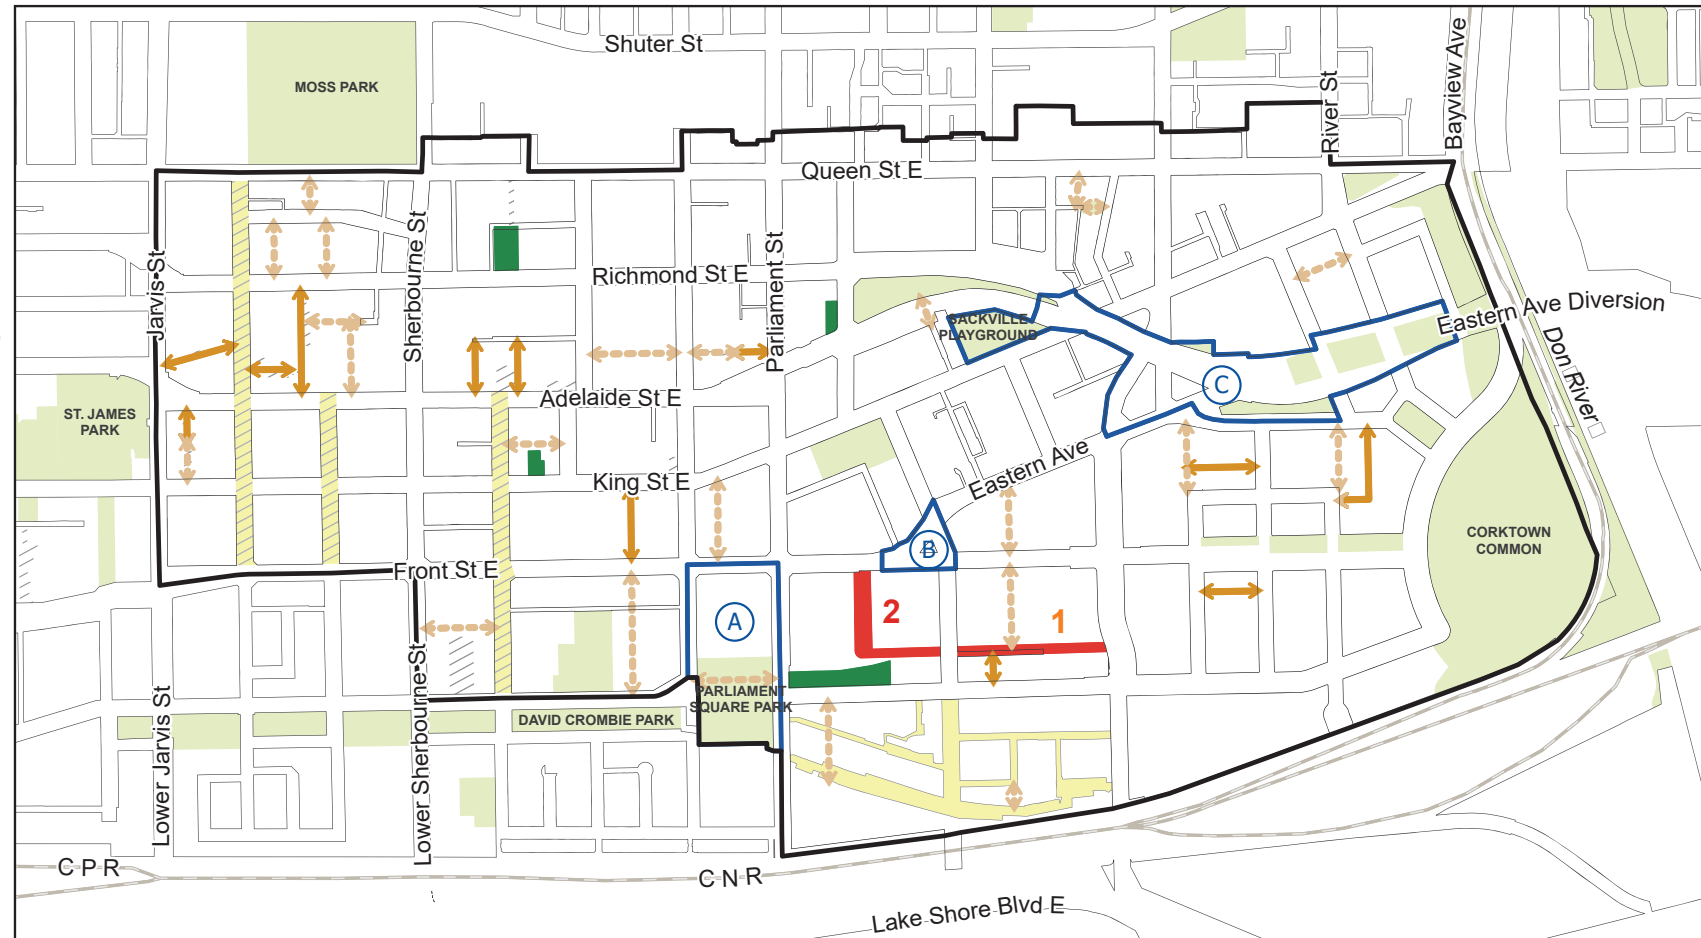 Shuter St
MOSS PARK
River St
Bayview Ave
Queen St E
Jarvis St
Sherbourne St
Parliament St
Richmond St E
Eastern Ave Diversion
SACKVILLE
PLAYGROUND
Don River
C
Adelaide St E
ST. JAMES
PARK
King St E
Eastern Ave
CORKTOWN
COMMON
B
Front St E
A
2
1
PARLIAMENT
SQUARE PARK
DAVID CROMBIE PARK
Lower Jarvis St
Lower Sherbourne St
C P R
C N R
Lake Shore Blvd E